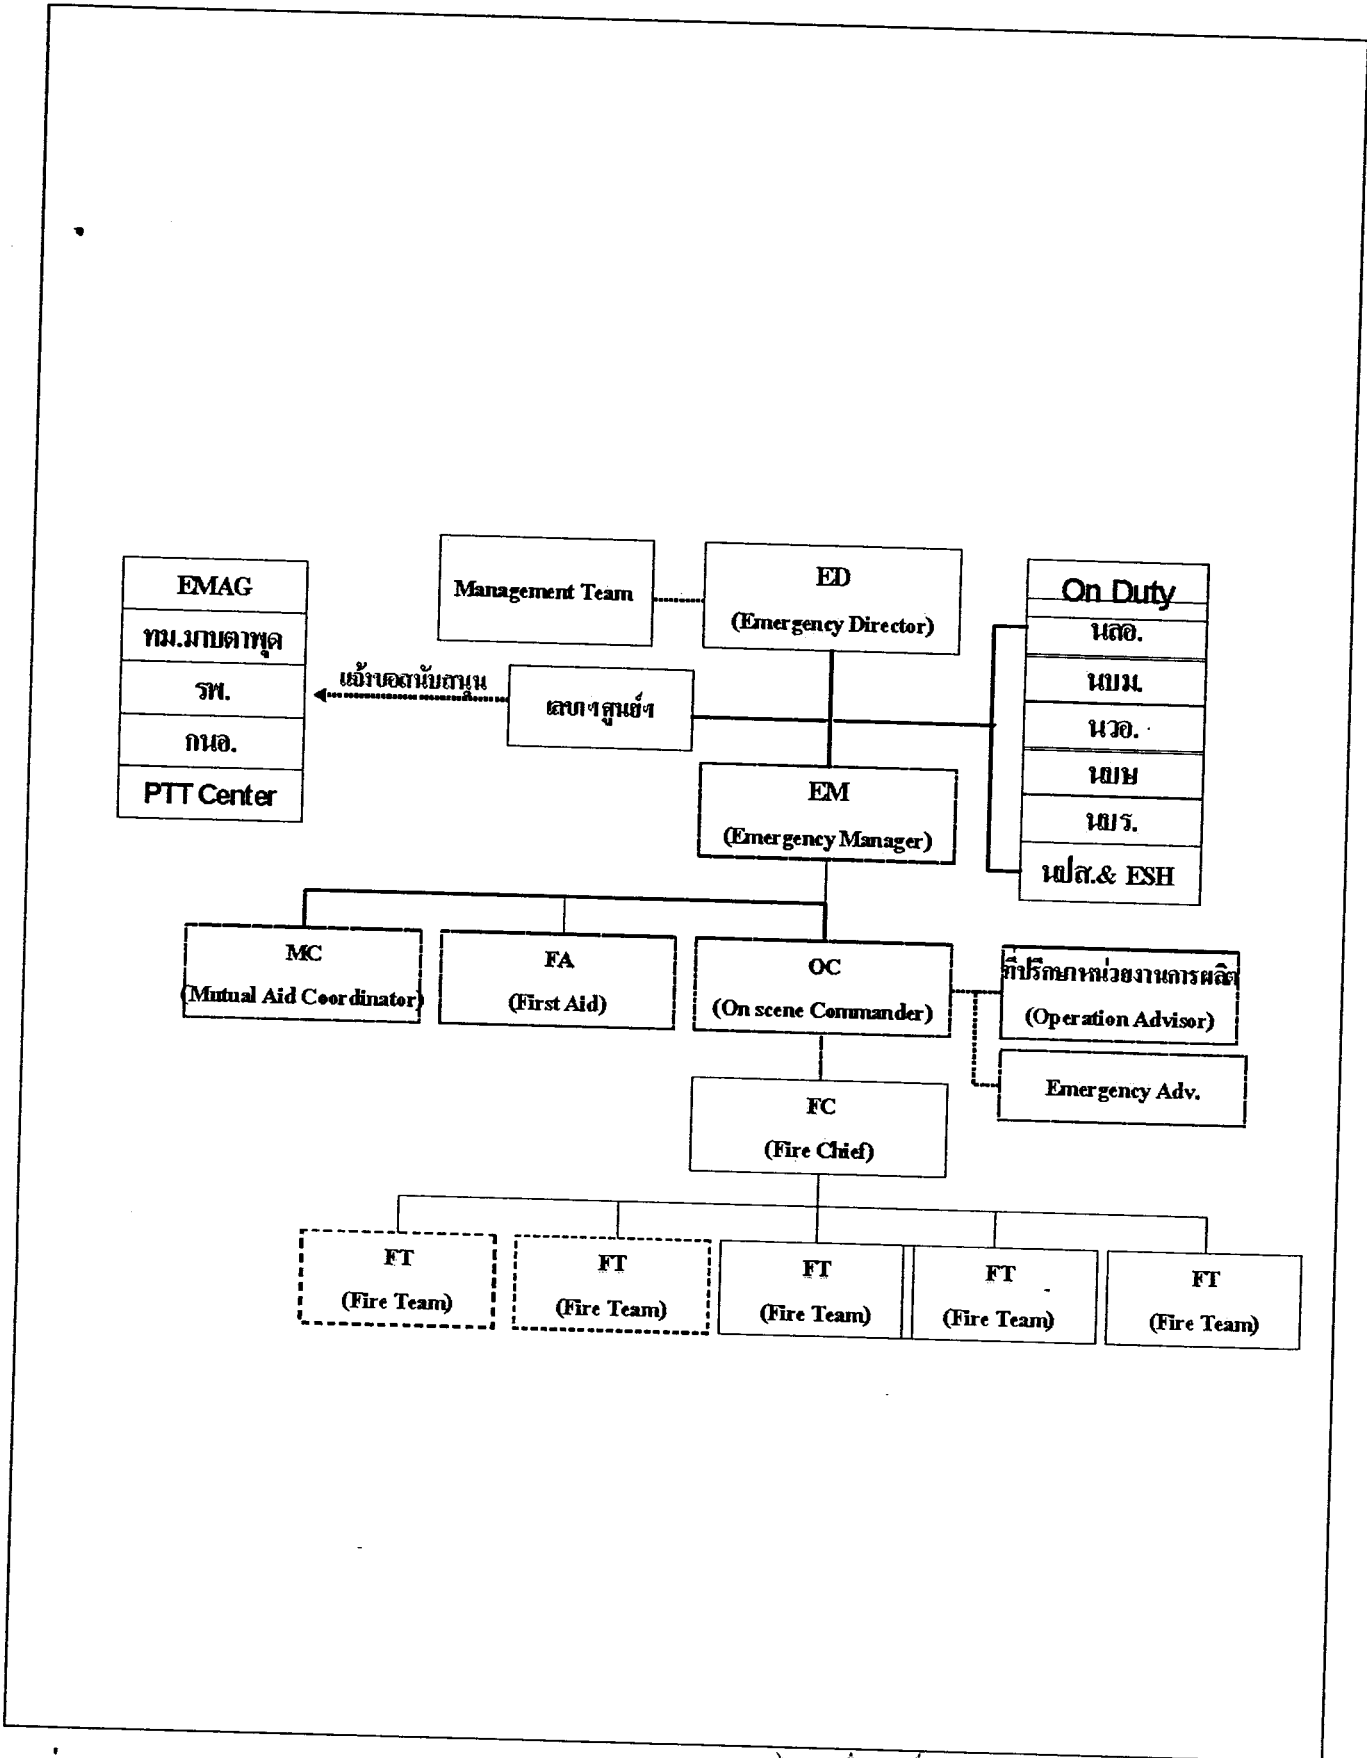 EMAG
ทม.มาบตาพุด
รพ.
กนอ.
PTT Center
Management Team
ED
(Emergency Director)
แจ้งขอสนับสนุน
เลขาฯศูนย์ฯ
On Duty
นสอ.
นบม.
นวอ.
นบร.
นปส.& ESH
EM
(Emergency Manager)
MC
(Mutual Aid Coordinator)
FA
(First Aid)
OC
(On scene Commander)
ที่ปรึกษาหน่วยงานการผลิต
(Operation Advisor)
Emergency Adv.
FC
(Fire Chief)
FT
(Fire Team)
FT
(Fire Team)
FT
(Fire Team)
FT
(Fire Team)
FT
(Fire Team)